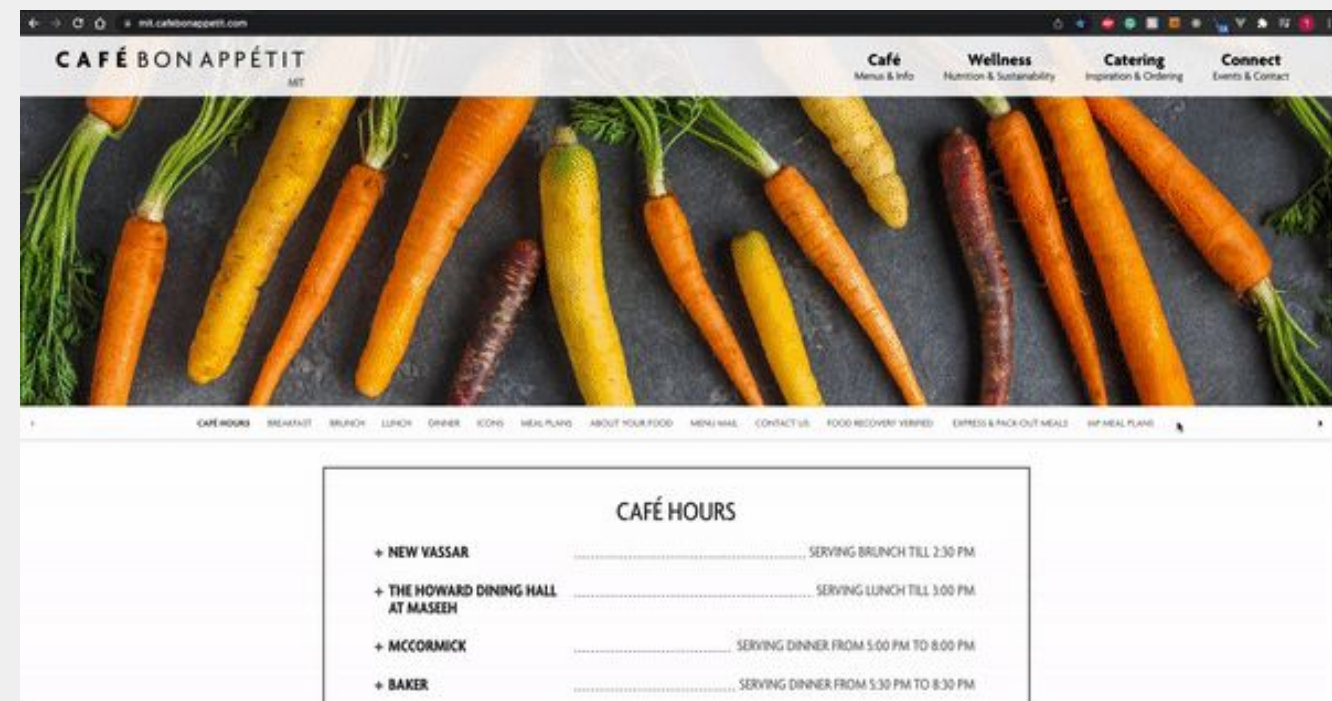 mit.cafebonappetit.com
CAFÉ BON APPÉTIT
MIT
Café
Menus & Info
Wellness
Nutrition & Sustainability
Catering
Inspiration & Ordering
Connect
Events & Contact
CAFÉ HOURS BREAKFAST BRUNCH LUNCH DINNER ICONS MEAL PLANS ABOUT YOUR FOOD MENU MAIL CONTACT US FOOD RECOVERY VERIFIED EXPRESS & PACK-OUT MEALS IAP MEAL PLANS
CAFÉ HOURS
+ NEW VASSAR SERVING BRUNCH TILL 2:30 PM
+ THE HOWARD DINING HALL SERVING LUNCH TILL 3:00 PM
AT MASEEH
+ MCCORMICK SERVING DINNER FROM 5:00 PM TO 8:00 PM
+ BAKER SERVING DINNER FROM 5:30 PM TO 8:30 PM